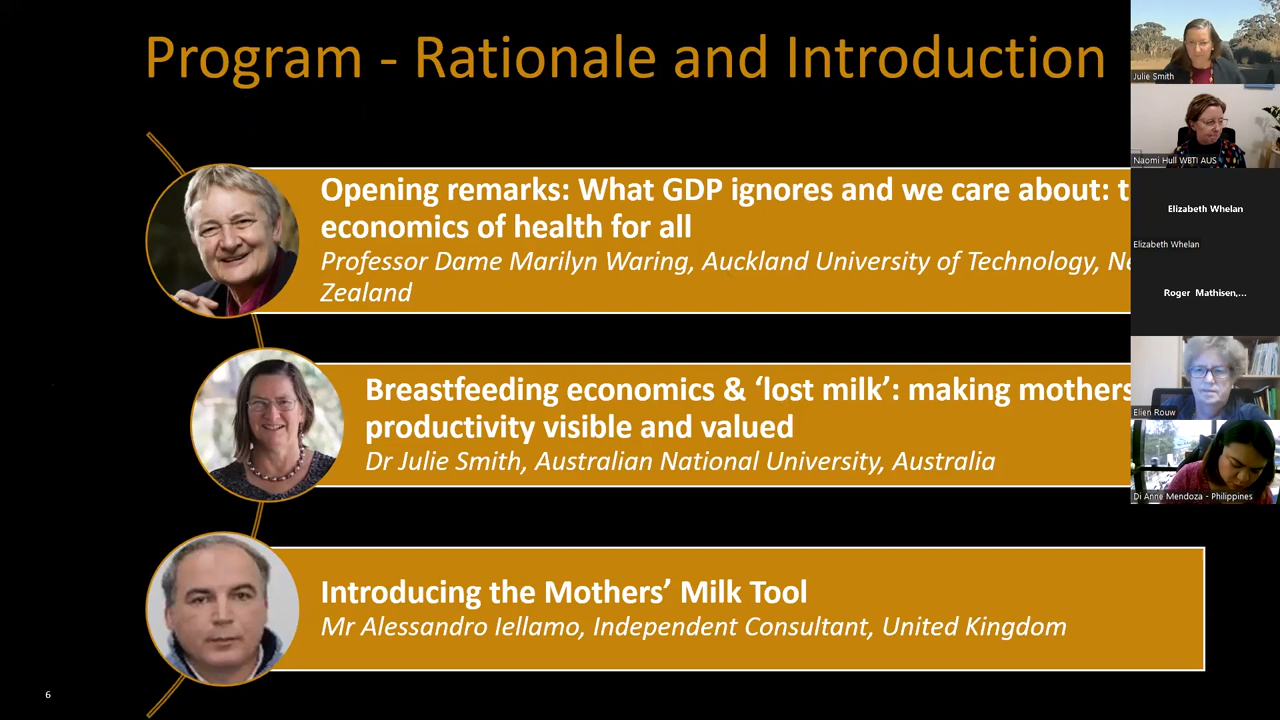 Program - Rationale and Introduction
Opening remarks: What GDP ignores and we care about: t
economics of health for all
Professor Dame Marilyn Waring, Auckland University of Technology, Ne
Zealand
Breastfeeding economics & ‘lost milk’: making mothers
productivity visible and valued
Dr Julie Smith, Australian National University, Australia
Introducing the Mothers’ Milk Tool
Mr Alessandro Iellamo, Independent Consultant, United Kingdom
6
Julie Smith
Naomi Hull WBTI AUS
Elizabeth Whelan
Elizabeth Whelan
Roger Mathisen,...
Elien Rouw
Di Anne Mendoza - Philippines